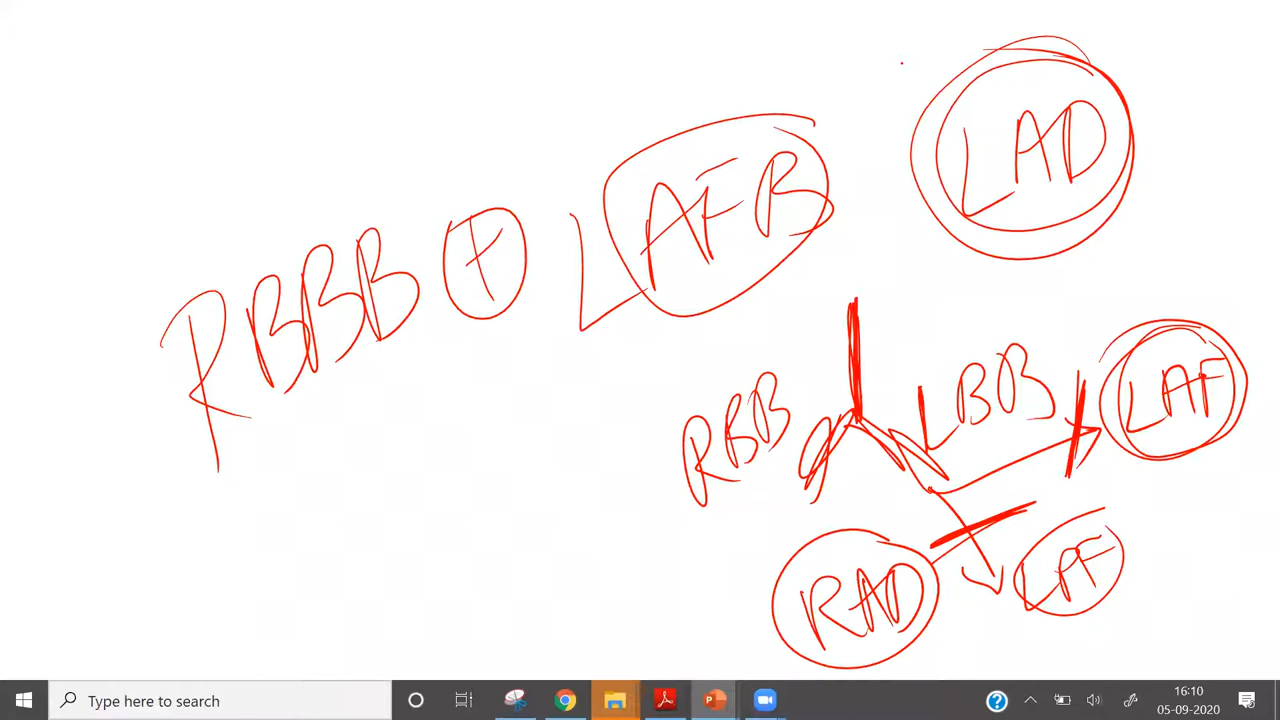 LAD
RBBB + LAFB
RBB LBB LAF
RAD LPF
Type here to search
16:10
05-09-2020